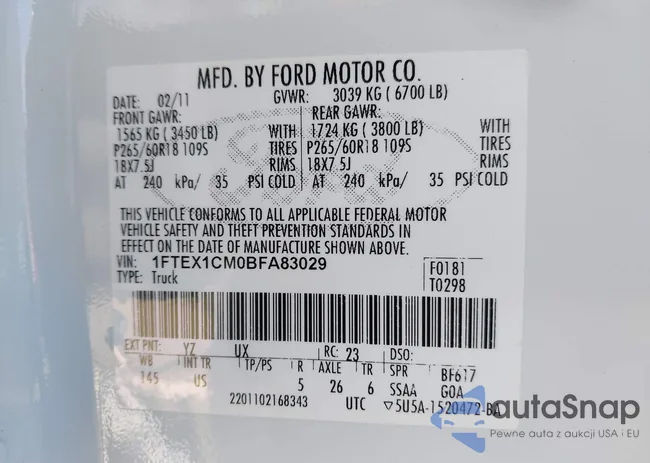 MFD. BY FORD MOTOR CO.
DATE: 02/11 GVWR: 3039 KG (6700 LB)
FRONT GAWR: REAR GAWR:
1565 KG (3450 LB) WITH 1724 KG (3800 LB) WITH
P265/60R18 109S TIRES P265/60R18 109S TIRES
18X7.5J RIMS 18X7.5J RIMS
AT 240 kPa/ 35 PSI COLD AT 240 kPa/ 35 PSI COLD
THIS VEHICLE CONFORMS TO ALL APPLICABLE FEDERAL MOTOR
VEHICLE SAFETY AND THEFT PREVENTION STANDARDS IN
EFFECT ON THE DATE OF MANUFACTURE SHOWN ABOVE.
VIN: 1FTEX1CM0BFA83029 F0181
TYPE: Truck T0298
EXT PNT: YZ UX RC: 23 DSO:
WB INT TR TP/PS R AXLE TR SPR BF617
145 US 5 26 6 SSAA GOA
2201102168343 UTC ▽5U5A-1520472-BA
autaSnap
Pewne auta z aukcji USA i EU